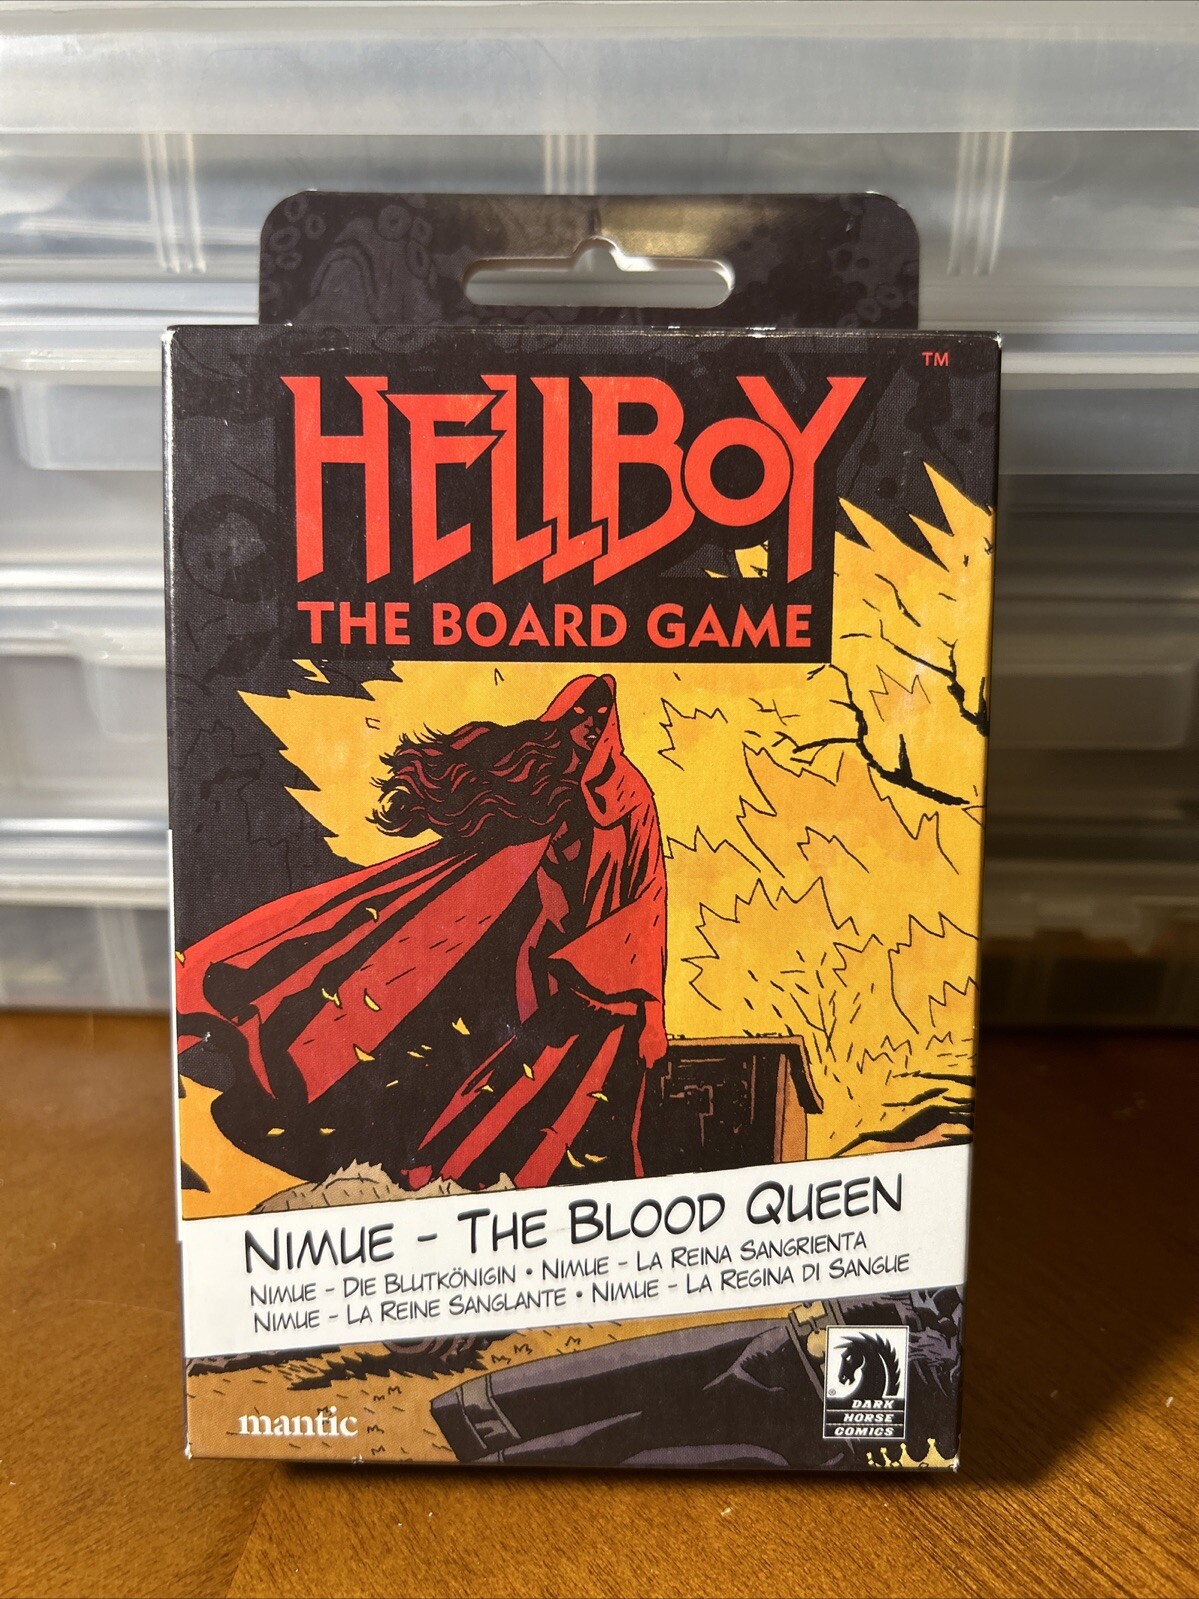 HELLBOY
TM
THE BOARD GAME
NIMUE - THE BLOOD QUEEN
NIMUE - DIE BLUTKÖNIGIN • NIMUE - LA REINA SANGRIENTA
NIMUE - LA REINE SANGLANTE • NIMUE - LA REGINA DI SANGUE
mantic
®
DARK
HORSE
COMICS